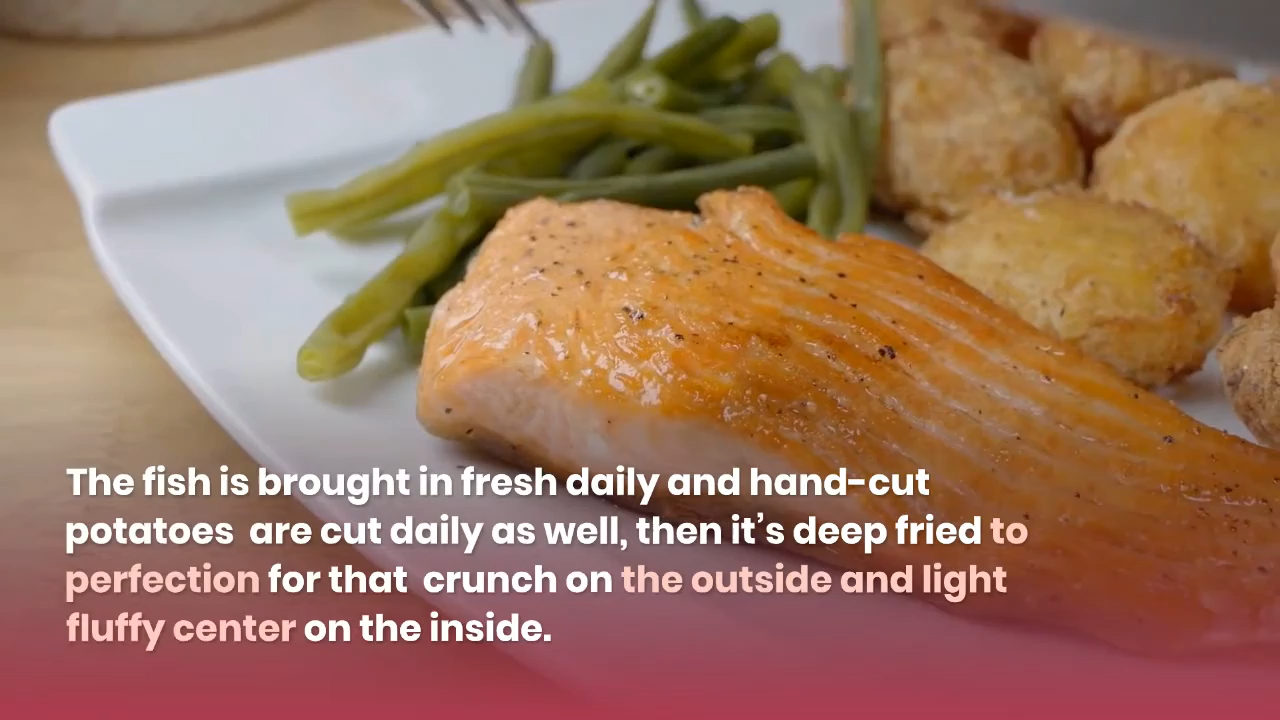 The fish is brought in fresh daily and hand-cut
potatoes  are cut daily as well, then it’s deep fried to
perfection for that  crunch on the outside and light
fluffy center on the inside.